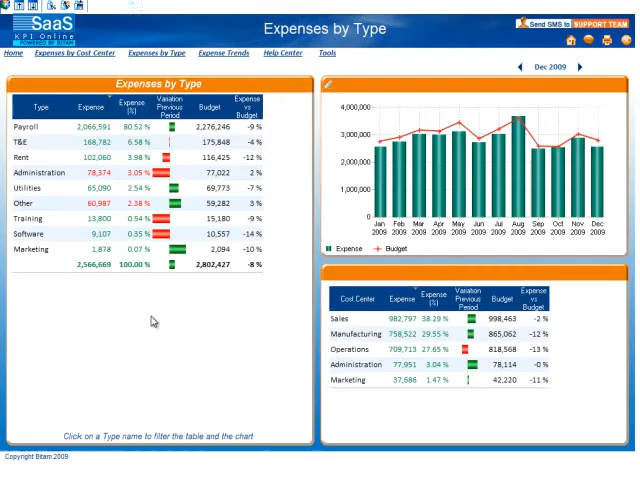 SaaS
KPI Online
POWERED BY BITAM
Expenses by Type
Send SMS to SUPPORT TEAM
Home Expenses by Cost Center Expenses by Type Expense Trends Help Center Tools
Dec 2009
Expenses by Type
Type Expense Expense (%) Variation Previous Period Budget Expense vs Budget
Payroll 2,066,591 80.52 % 2,276,246 -9 %
T&E 168,782 6.58 % 175,848 -4 %
Rent 102,060 3.98 % 116,425 -12 %
Administration 78,374 3.05 % 77,022 2 %
Utilities 65,090 2.54 % 69,773 -7 %
Other 60,987 2.38 % 59,282 3 %
Training 13,800 0.54 % 15,180 -9 %
Software 9,107 0.35 % 10,557 -14 %
Marketing 1,878 0.07 % 2,094 -10 %
2,566,669 100.00 % 2,802,427 -8 %
Click on a Type name to filter the table and the chart
4,000,000
3,000,000
2,000,000
1,000,000
0
Jan Feb Mar Apr May Jun Jul Aug Sep Oct Nov Dec
2009 2009 2009 2009 2009 2009 2009 2009 2009 2009 2009 2009
Expense Budget
Cost Center Expense Expense (%) Variation Previous Period Budget Expense vs Budget
Sales 982,797 38.29 % 998,463 -2 %
Manufacturing 758,522 29.55 % 865,062 -12 %
Operations 709,713 27.65 % 818,568 -13 %
Administration 77,951 3.04 % 78,114 -0 %
Marketing 37,686 1.47 % 42,220 -11 %
Copyright Bitam 2009